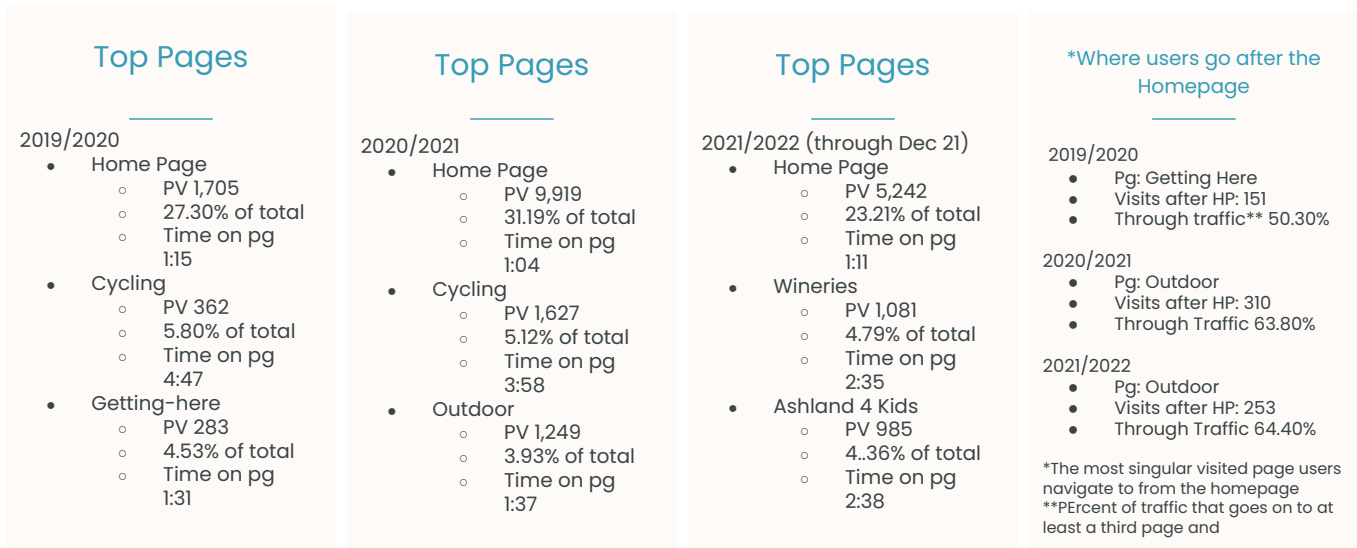 Top Pages
2019/2020
● Home Page
○ PV 1,705
○ 27.30% of total
○ Time on pg
1:15
● Cycling
○ PV 362
○ 5.80% of total
○ Time on pg
4:47
● Getting-here
○ PV 283
○ 4.53% of total
○ Time on pg
1:31
Top Pages
2020/2021
● Home Page
○ PV 9,919
○ 31.19% of total
○ Time on pg
1:04
● Cycling
○ PV 1,627
○ 5.12% of total
○ Time on pg
3:58
● Outdoor
○ PV 1,249
○ 3.93% of total
○ Time on pg
1:37
Top Pages
2021/2022 (through Dec 21)
● Home Page
○ PV 5,242
○ 23.21% of total
○ Time on pg
1:11
● Wineries
○ PV 1,081
○ 4.79% of total
○ Time on pg
2:35
● Ashland 4 Kids
○ PV 985
○ 4..36% of total
○ Time on pg
2:38
*Where users go after the
Homepage
2019/2020
● Pg: Getting Here
● Visits after HP: 151
● Through traffic** 50.30%
2020/2021
● Pg: Outdoor
● Visits after HP: 310
● Through Traffic 63.80%
2021/2022
● Pg: Outdoor
● Visits after HP: 253
● Through Traffic 64.40%
*The most singular visited page users
navigate to from the homepage
**PErcent of traffic that goes on to at
least a third page and